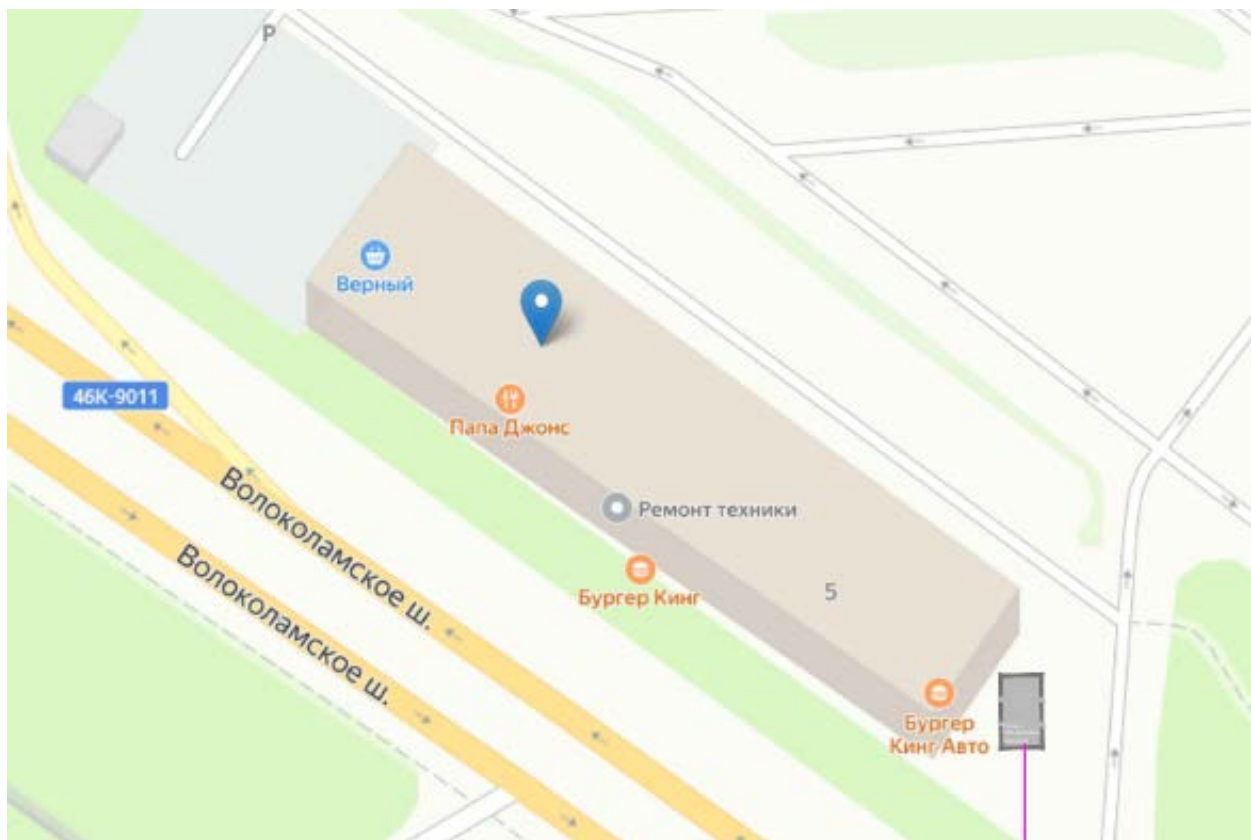 P
Верный
46К-9011
Папа Джонс
Волоколамское ш.
Ремонт техники
Волоколамское ш.
Бургер Кинг
5
Бургер
Кинг Авто